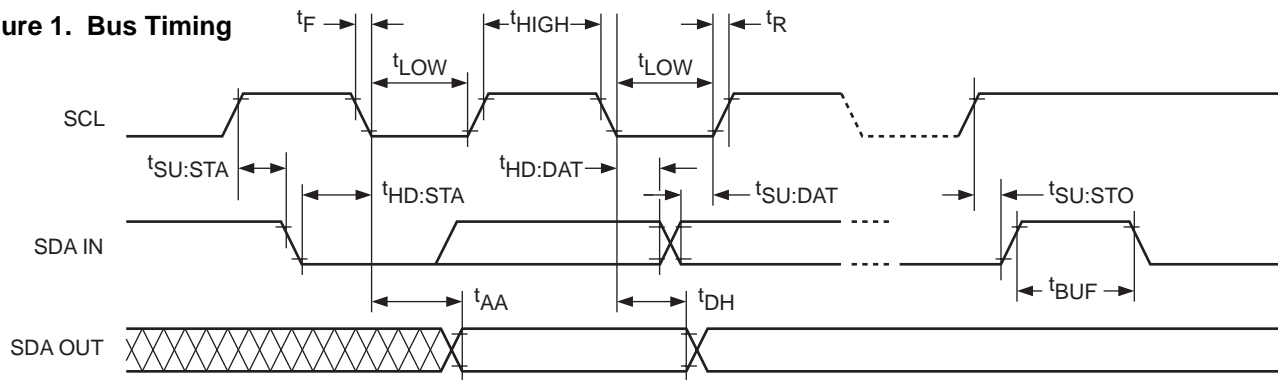 ure 1. Bus Timing
tF
tHIGH
tR
tLOW
tLOW
SCL
tSU:STA
tHD:STA
tHD:DAT
tSU:DAT
tSU:STO
SDA IN
tBUF
tAA
tDH
SDA OUT